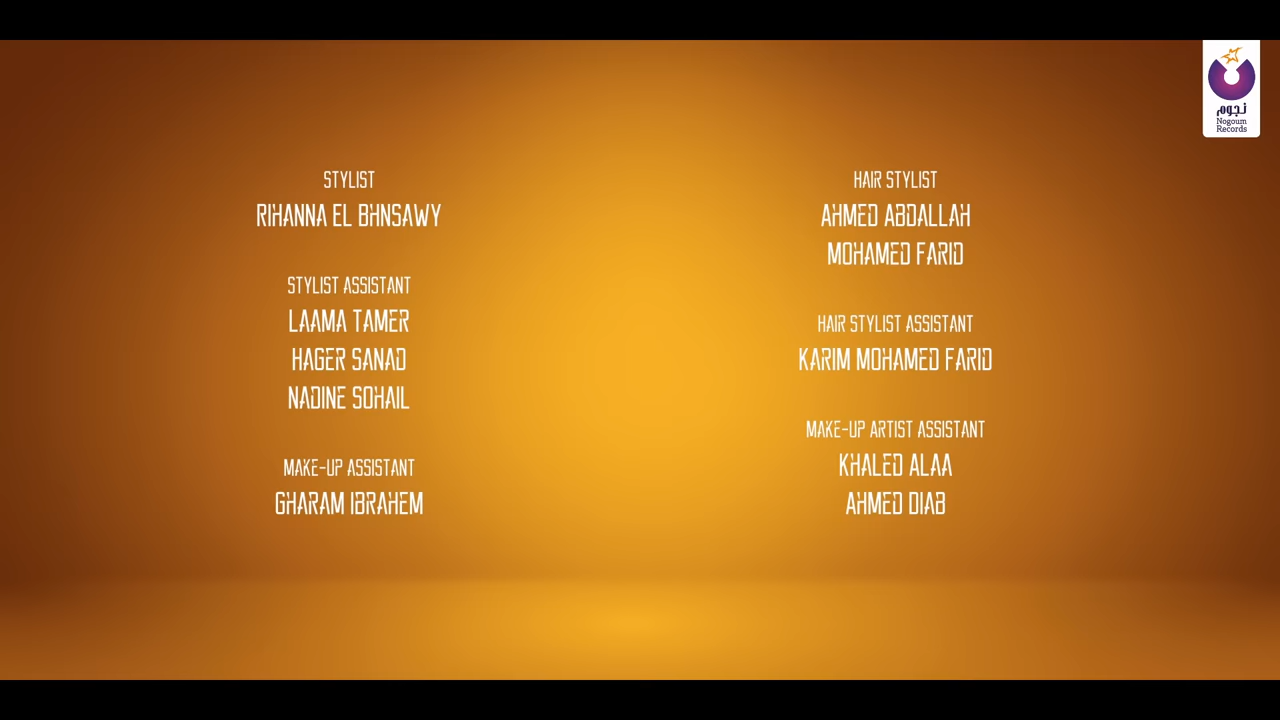 STYLIST
RIHANNA EL BHNSAWY
STYLIST ASSISTANT
LAAMA TAMER
HAGER SANAD
NADINE SOHAIL
MAKE-UP ASSISTANT
GHARAM IBRAHEM
HAIR STYLIST
AHMED ABDALLAH
MOHAMED FARID
HAIR STYLIST ASSISTANT
KARIM MOHAMED FARID
MAKE-UP ARTIST ASSISTANT
KHALED ALAA
AHMED DIAB
نجوم
Nogoum
Records